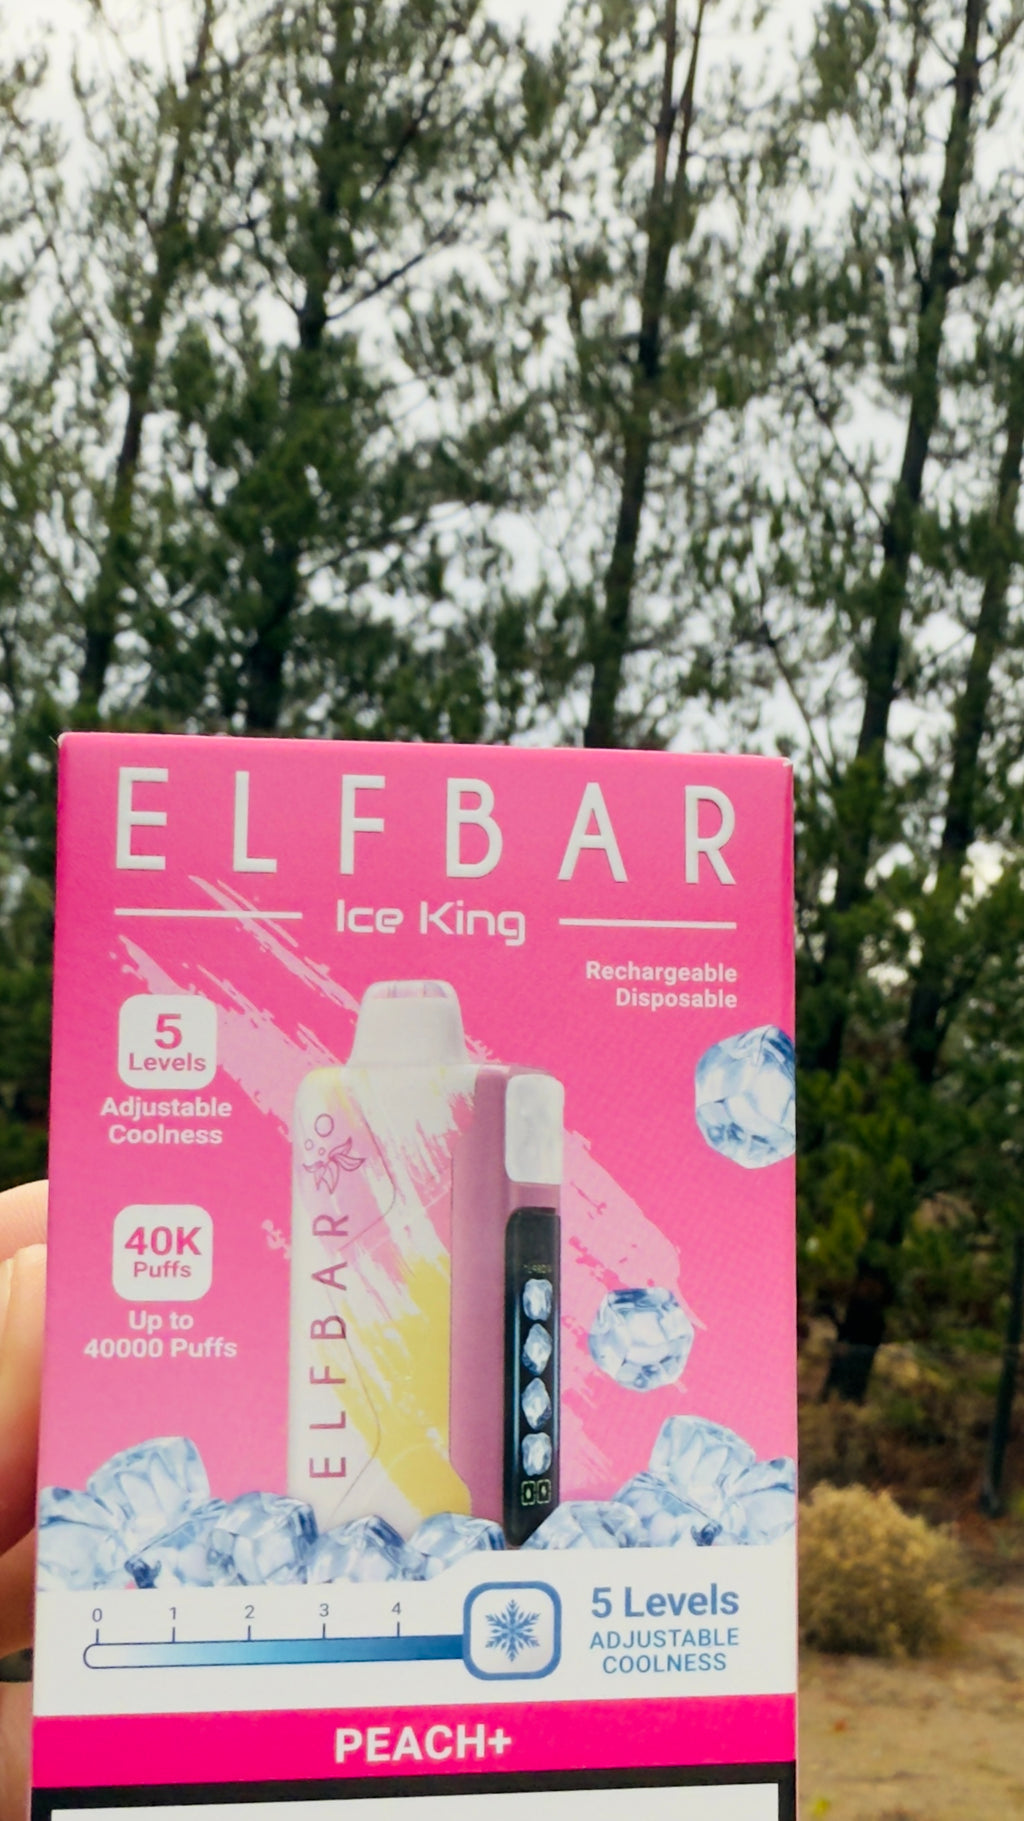 ELFBAR
Ice King
Rechargeable
Disposable
5
Levels
Adjustable
Coolness
40K
Puffs
Up to
40000 Puffs
ELFBAR
0 1 2 3 4
5 Levels
ADJUSTABLE
COOLNESS
PEACH+